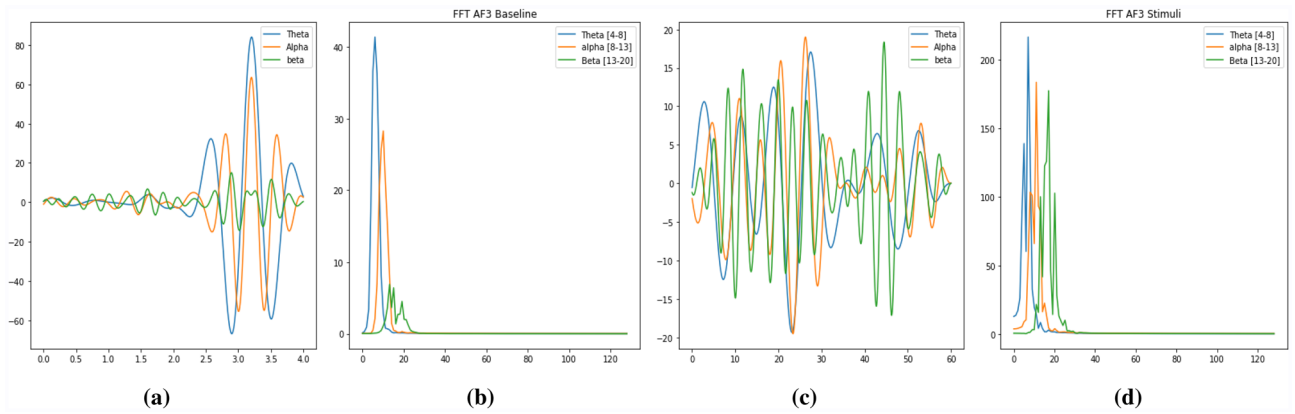 FFT AF3 Baseline
FFT AF3 Stimuli
Theta
Alpha
beta
80
60
40
20
0
−20
−40
−60
0.0 0.5 1.0 1.5 2.0 2.5 3.0 3.5 4.0
Theta [4-8]
alpha [8-13]
Beta [13-20]
40
30
20
10
0
0 20 40 60 80 100 120
Theta
Alpha
beta
20
15
10
5
0
−5
−10
−15
−20
0 10 20 30 40 50 60
Theta [4-8]
alpha [8-13]
Beta [13-20]
200
150
100
50
0
0 20 40 60 80 100 120
(a) (b) (c) (d)